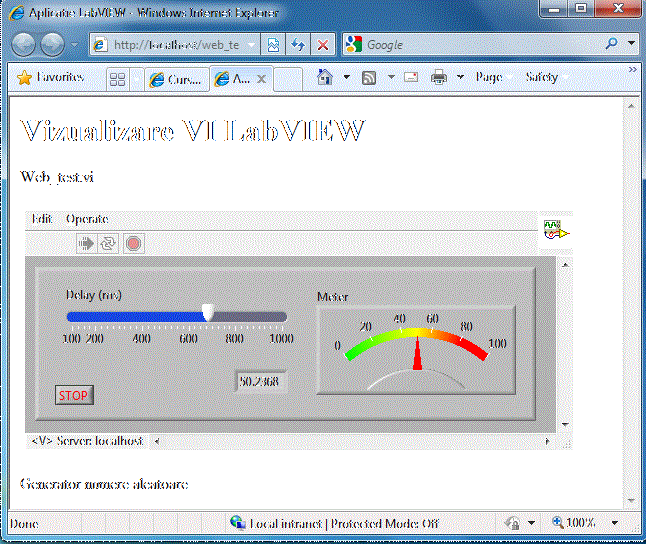 Aplicatie LabVIEW - Windows Internet Explorer
http://localhost/web_te
Google
Favorites
Curs...
A...
Page
Safety
Vizualizare VI LabVIEW
Web_test.vi
Edit Operate
Delay (ms)
100 200 400 600 800 1000
50.2368
STOP
Meter
0 20 40 60 80 100
<V> Server: localhost
Generator numere aleatoare
Done
Local intranet | Protected Mode: Off
100%